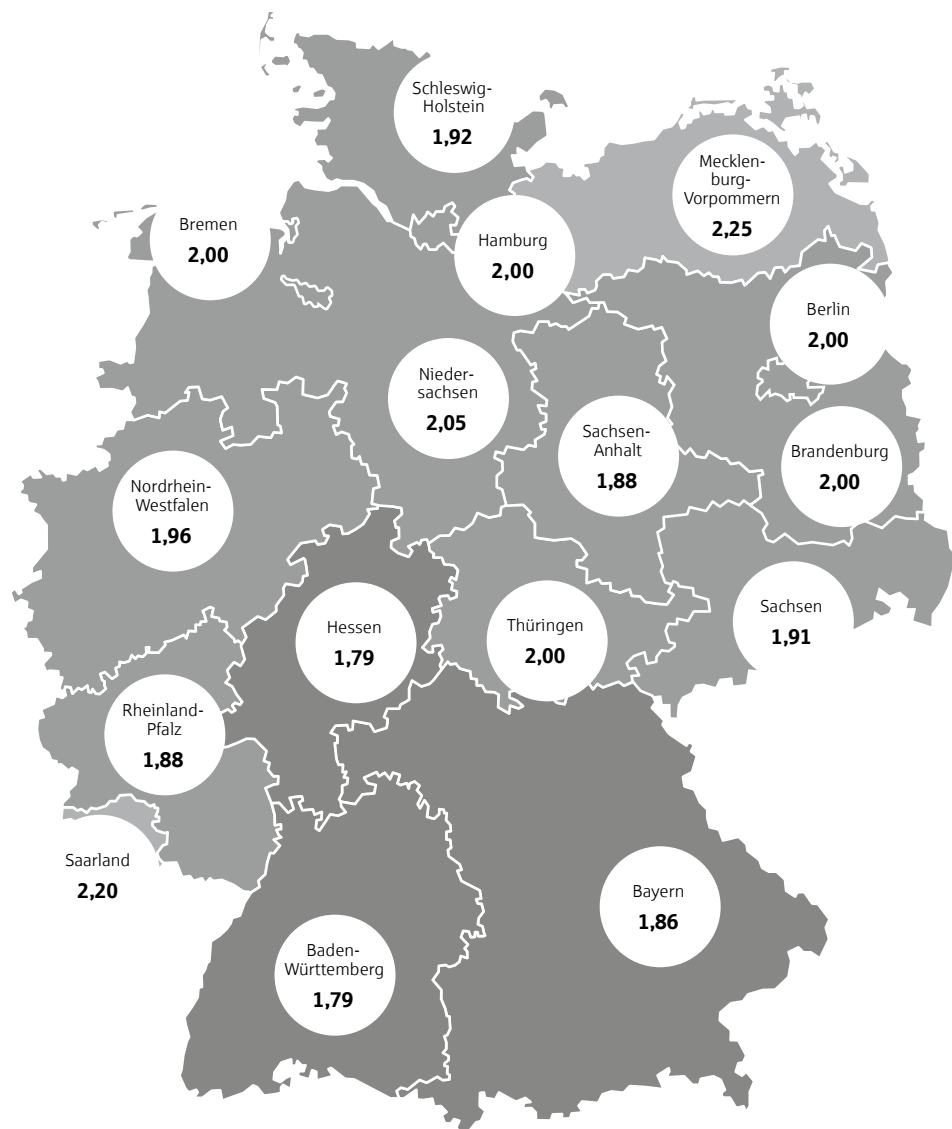 Schleswig-
Holstein
1,92
Mecklen-
burg-
Vorpommern
2,25
Bremen
2,00
Hamburg
2,00
Berlin
2,00
Nieder-
sachsen
2,05
Sachsen-
Anhalt
1,88
Brandenburg
2,00
Nordrhein-
Westfalen
1,96
Hessen
1,79
Thüringen
2,00
Sachsen
1,91
Rheinland-
Pfalz
1,88
Saarland
2,20
Bayern
1,86
Baden-
Württemberg
1,79